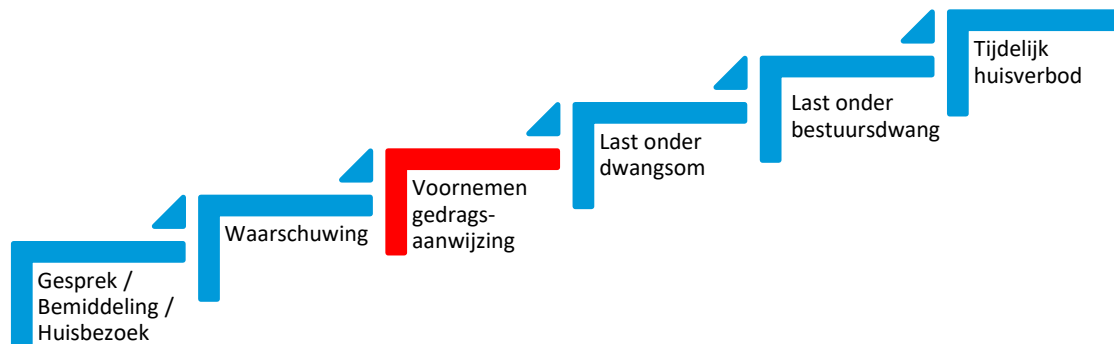 Gesprek /
Bemiddeling /
Huisbezoek
Waarschuwing
Voornemen
gedrags-
aanwijzing
Last onder
dwangsom
Last onder
bestuursdwang
Tijdelijk
huisverbod